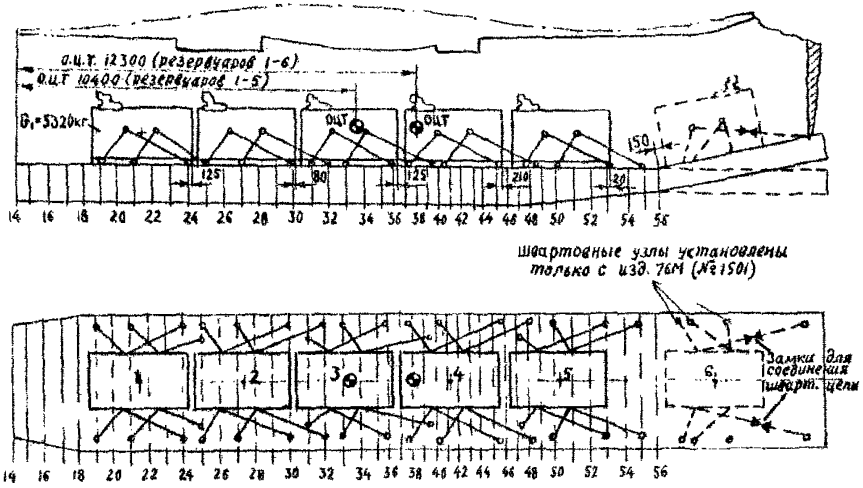 о.ц.т. 12300 (резервуаров 1-6)
о.ц.т 10400 (резервуаров 1-5)
G₁=5320кг.
ОЦТ
ОЦТ
150
125
80
125
210
20
14 16 18 20 22 24 26 28 30 32 34 36 38 40 42 44 46 48 50 52 54 56
Швартовные узлы установлены
только с изд. 76М (№1501)
1 2 3 4 5 6
Замки для
соединения
шварт. цепы
14 16 18 20 22 24 26 28 30 32 34 36 38 40 42 44 46 48 50 52 54 56